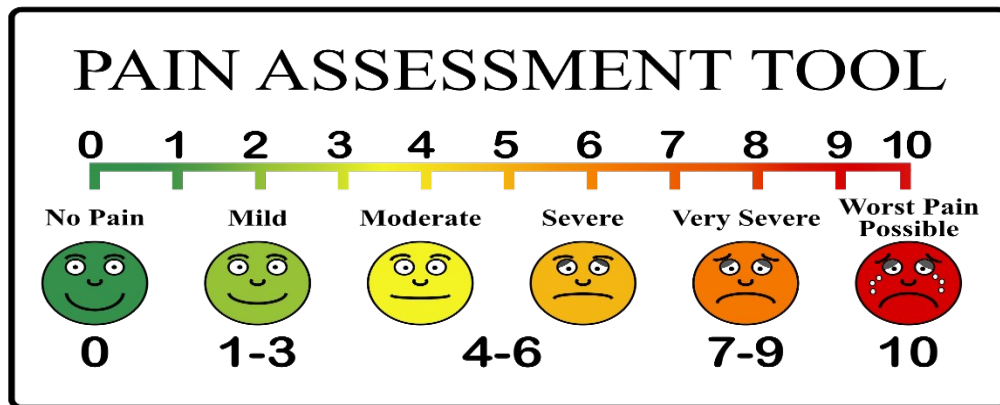 PAIN ASSESSMENT TOOL
0 1 2 3 4 5 6 7 8 9 10
No Pain Mild Moderate Severe Very Severe Worst Pain
Possible
0 1-3 4-6 7-9 10